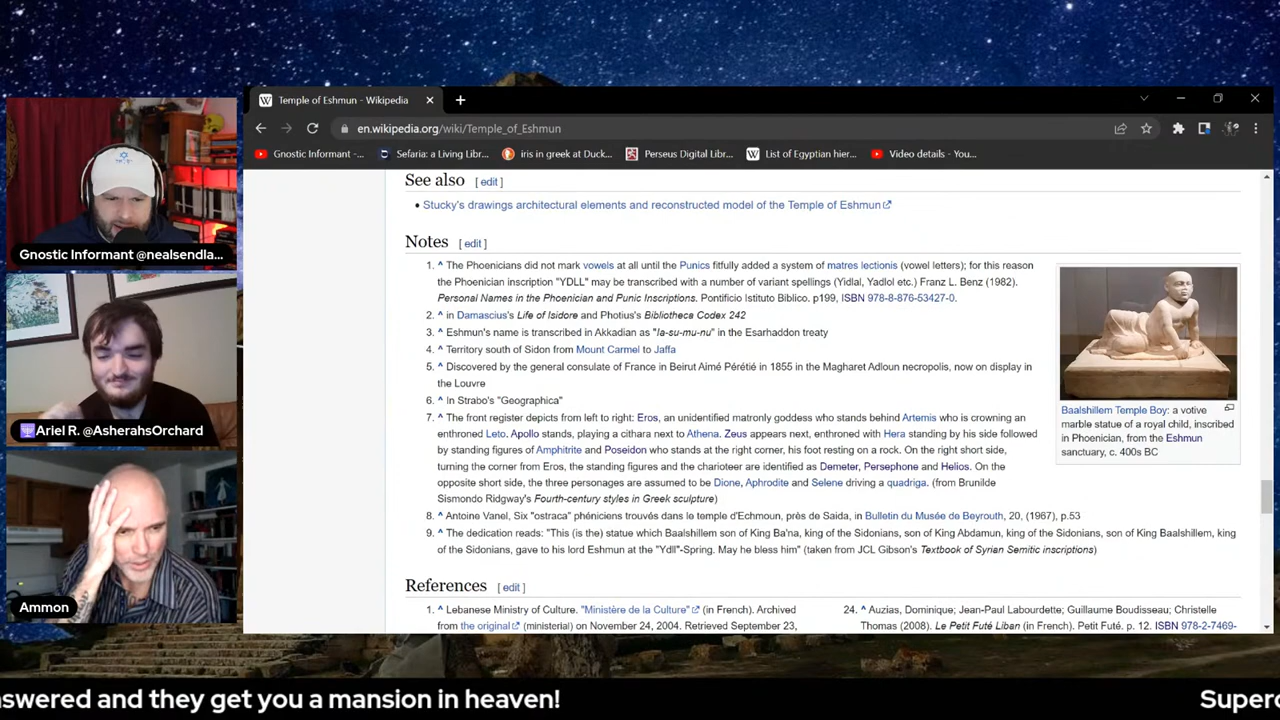 Temple of Eshmun - Wikipedia
en.wikipedia.org/wiki/Temple_of_Eshmun
Gnostic Informant -...
Sefaria: a Living Libr...
iris in greek at Duck...
Perseus Digital Libr...
List of Egyptian hier...
Video details - You...
See also [ edit ]
Stucky's drawings architectural elements and reconstructed model of the Temple of Eshmun
Notes [ edit ]
1. ^ The Phoenicians did not mark vowels at all until the Punics fitfully added a system of matres lectionis (vowel letters); for this reason
the Phoenician inscription "YDLL" may be transcribed with a number of variant spellings (Yidlal, Yadlol etc.) Franz L. Benz (1982).
Personal Names in the Phoenician and Punic Inscriptions. Pontificio Istituto Biblico. p199, ISBN 978-8-876-53427-0.
2. ^ in Damascius's Life of Isidore and Photius's Bibliotheca Codex 242
3. ^ Eshmun's name is transcribed in Akkadian as "Ia-su-mu-nu" in the Esarhaddon treaty
4. ^ Territory south of Sidon from Mount Carmel to Jaffa
5. ^ Discovered by the general consulate of France in Beirut Aimé Pérétié in 1855 in the Magharet Adloun necropolis, now on display in
the Louvre
6. ^ In Strabo's "Geographica"
7. ^ The front register depicts from left to right: Eros, an unidentified matronly goddess who stands behind Artemis who is crowning an
enthroned Leto. Apollo stands, playing a cithara next to Athena. Zeus appears next, enthroned with Hera standing by his side followed
by standing figures of Amphitrite and Poseidon who stands at the right corner, his foot resting on a rock. On the right short side,
turning the corner from Eros, the standing figures and the charioteer are identified as Demeter, Persephone and Helios. On the
opposite short side, the three personages are assumed to be Dione, Aphrodite and Selene driving a quadriga. (from Brunilde
Sismondo Ridgway's Fourth-century styles in Greek sculpture)
8. ^ Antoine Vanel, Six "ostraca" phéniciens trouvés dans le temple d'Echmoun, près de Saida, in Bulletin du Musée de Beyrouth, 20, (1967), p.53
9. ^ The dedication reads: "This (is the) statue which Baalshillem son of King Ba'na, king of the Sidonians, son of King Abdamun, king of the Sidonians, son of King Baalshillem, king
of the Sidonians, gave to his lord Eshmun at the "Ydll"-Spring. May he bless him" (taken from JCL Gibson's Textbook of Syrian Semitic inscriptions)
Baalshillem Temple Boy: a votive
marble statue of a royal child, inscribed
in Phoenician, from the Eshmun
sanctuary, c. 400s BC
References [ edit ]
1. ^ Lebanese Ministry of Culture. "Ministère de la Culture" (in French). Archived
from the original (ministerial) on November 24, 2004. Retrieved September 23,
24. ^ Auzias, Dominique; Jean-Paul Labourdette; Guillaume Boudisseau; Christelle
Thomas (2008). Le Petit Futé Liban (in French). Petit Futé. p. 12. ISBN 978-2-7469-
Gnostic Informant @nealsendla...
Ariel R. @AsherahsOrchard
Ammon
nswered and they get you a mansion in heaven!
Superc